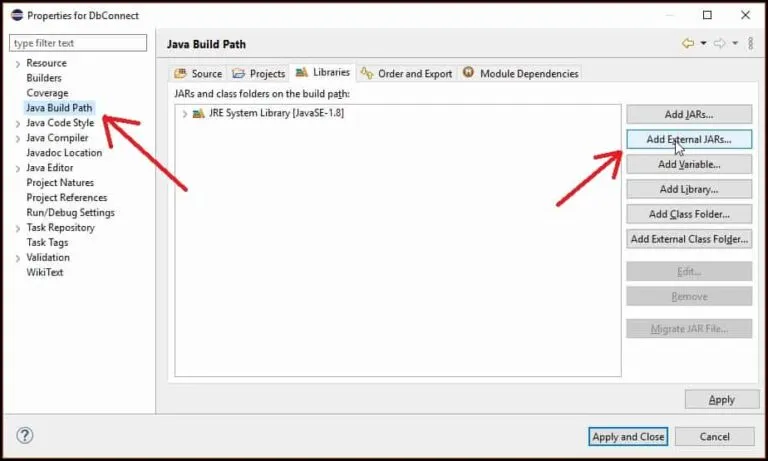 Properties for DbConnect
type filter text
Resource
Builders
Coverage
Java Build Path
Java Code Style
Java Compiler
Javadoc Location
Java Editor
Project Natures
Project References
Run/Debug Settings
Task Repository
Task Tags
Validation
WikiText
Java Build Path
Source Projects Libraries Order and Export Module Dependencies
JARs and class folders on the build path:
JRE System Library [JavaSE-1.8]
Add JARs...
Add External JARs...
Add Variable...
Add Library...
Add Class Folder...
Add External Class Folder...
Edit...
Remove
Migrate JAR File...
Apply
Apply and Close Cancel